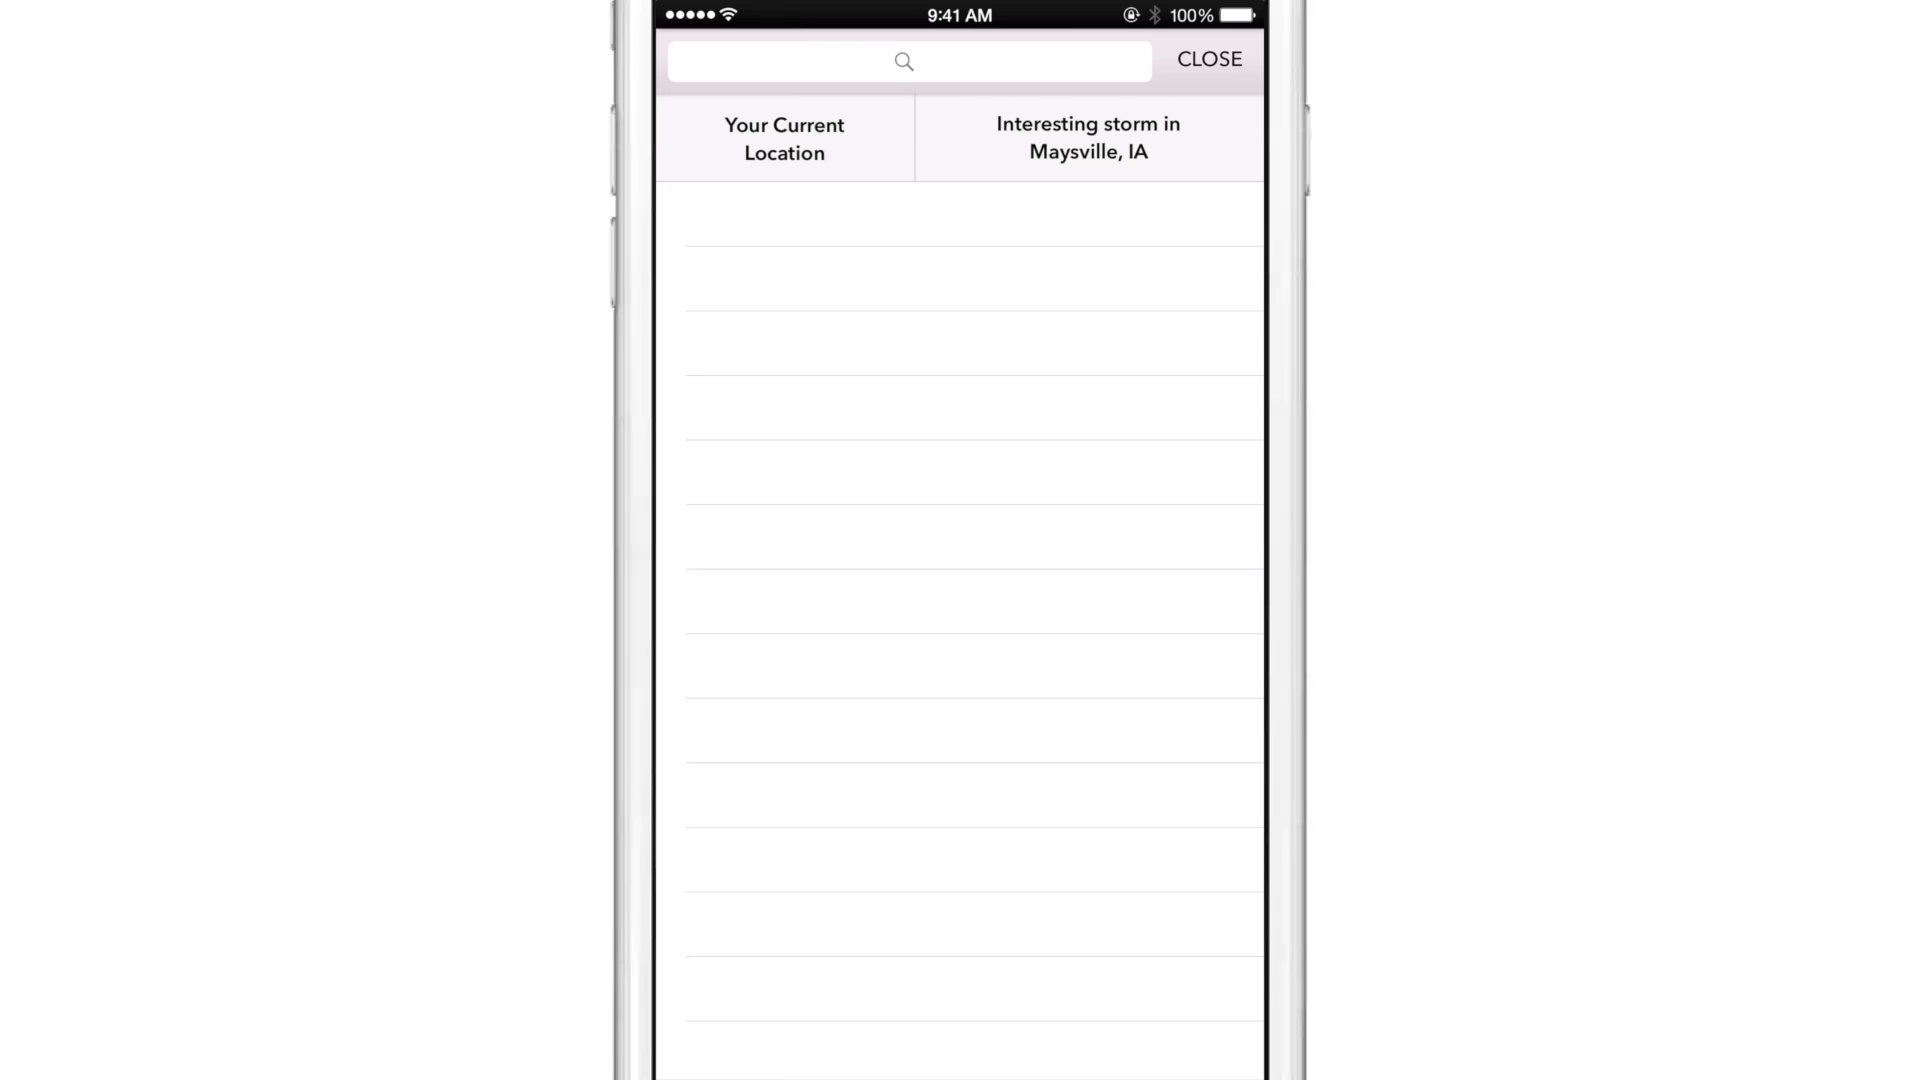 9:41 AM
100%
CLOSE
Your Current
Location
Interesting storm in
Maysville, IA